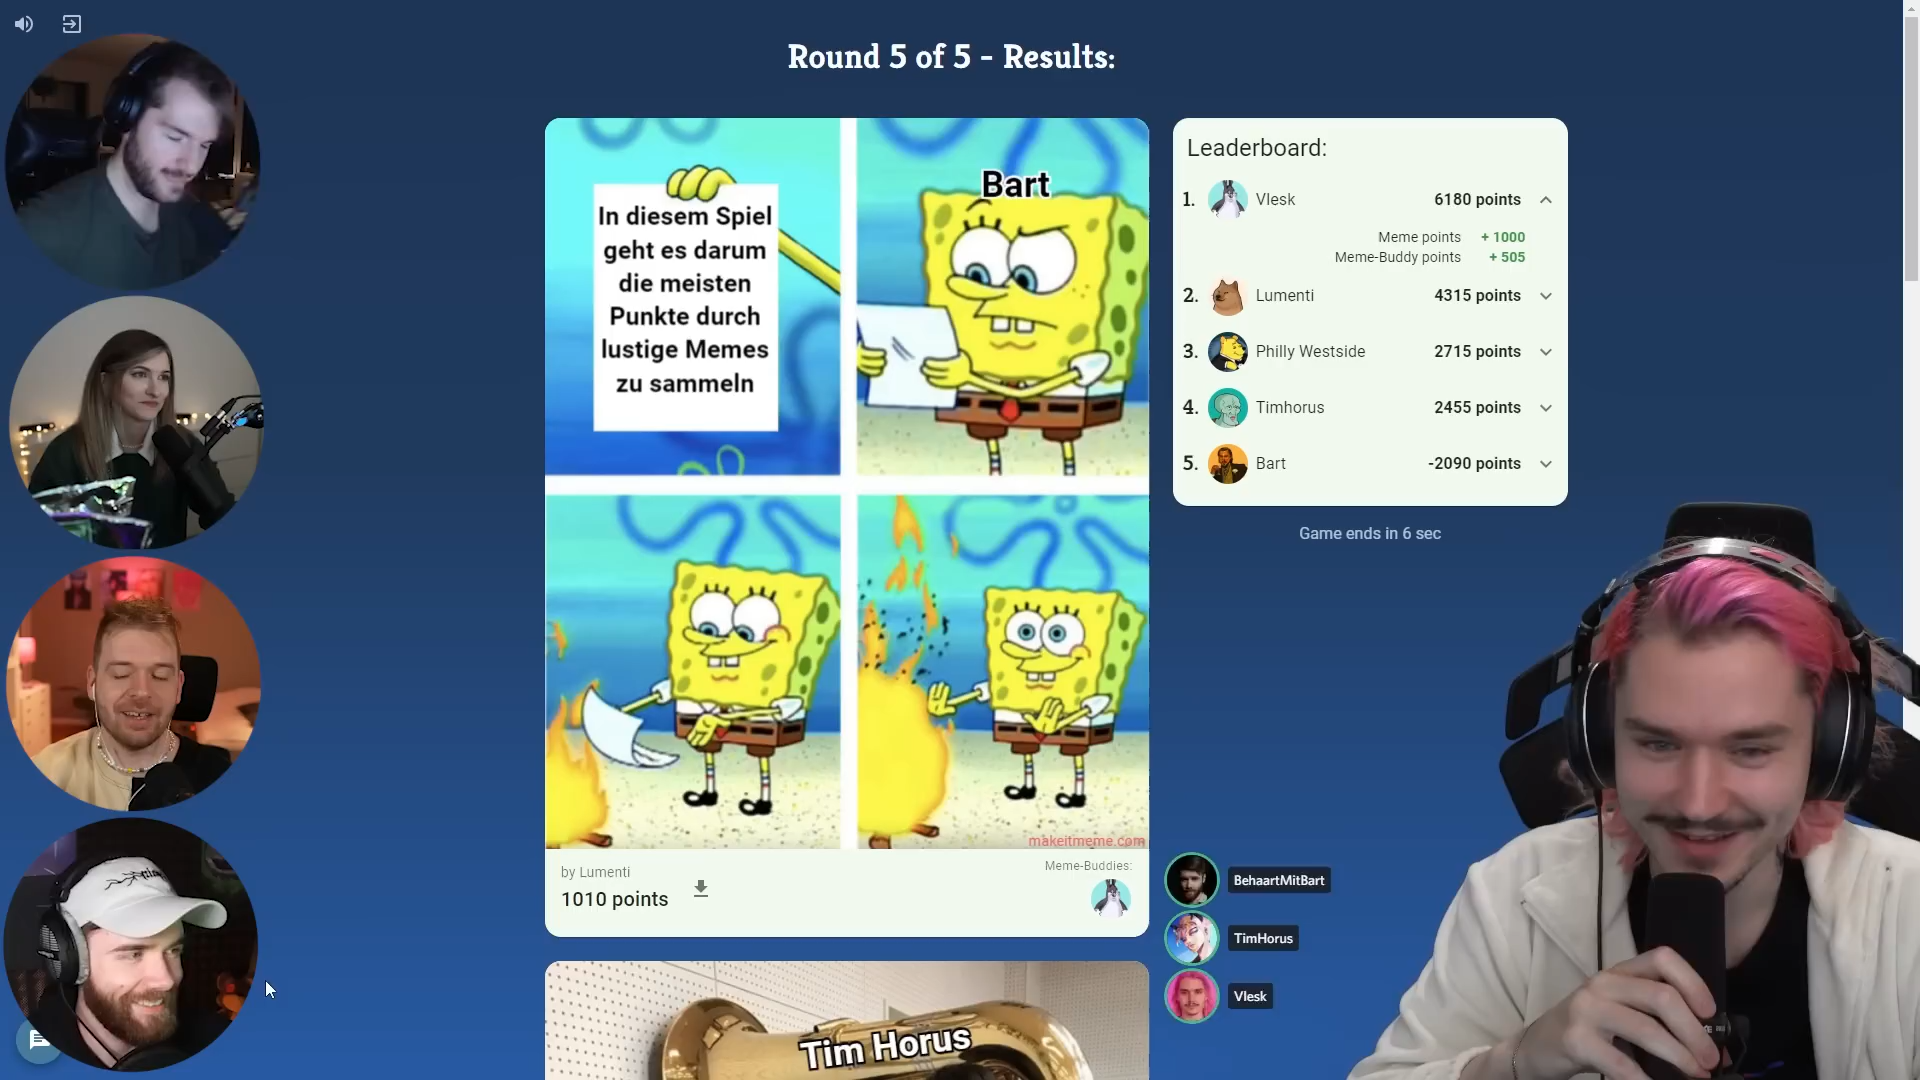 Round 5 of 5 - Results:
In diesem Spiel
geht es darum
die meisten
Punkte durch
lustige Memes
zu sammeln
Bart
makeitmeme.com
by Lumenti
1010 points
Meme-Buddies:
Tim Horus
Leaderboard:
1. Vlesk 6180 points
Meme points + 1000
Meme-Buddy points + 505
2. Lumenti 4315 points
3. Philly Westside 2715 points
4. Timhorus 2455 points
5. Bart -2090 points
Game ends in 6 sec
BehaartMitBart
TimHorus
Vlesk